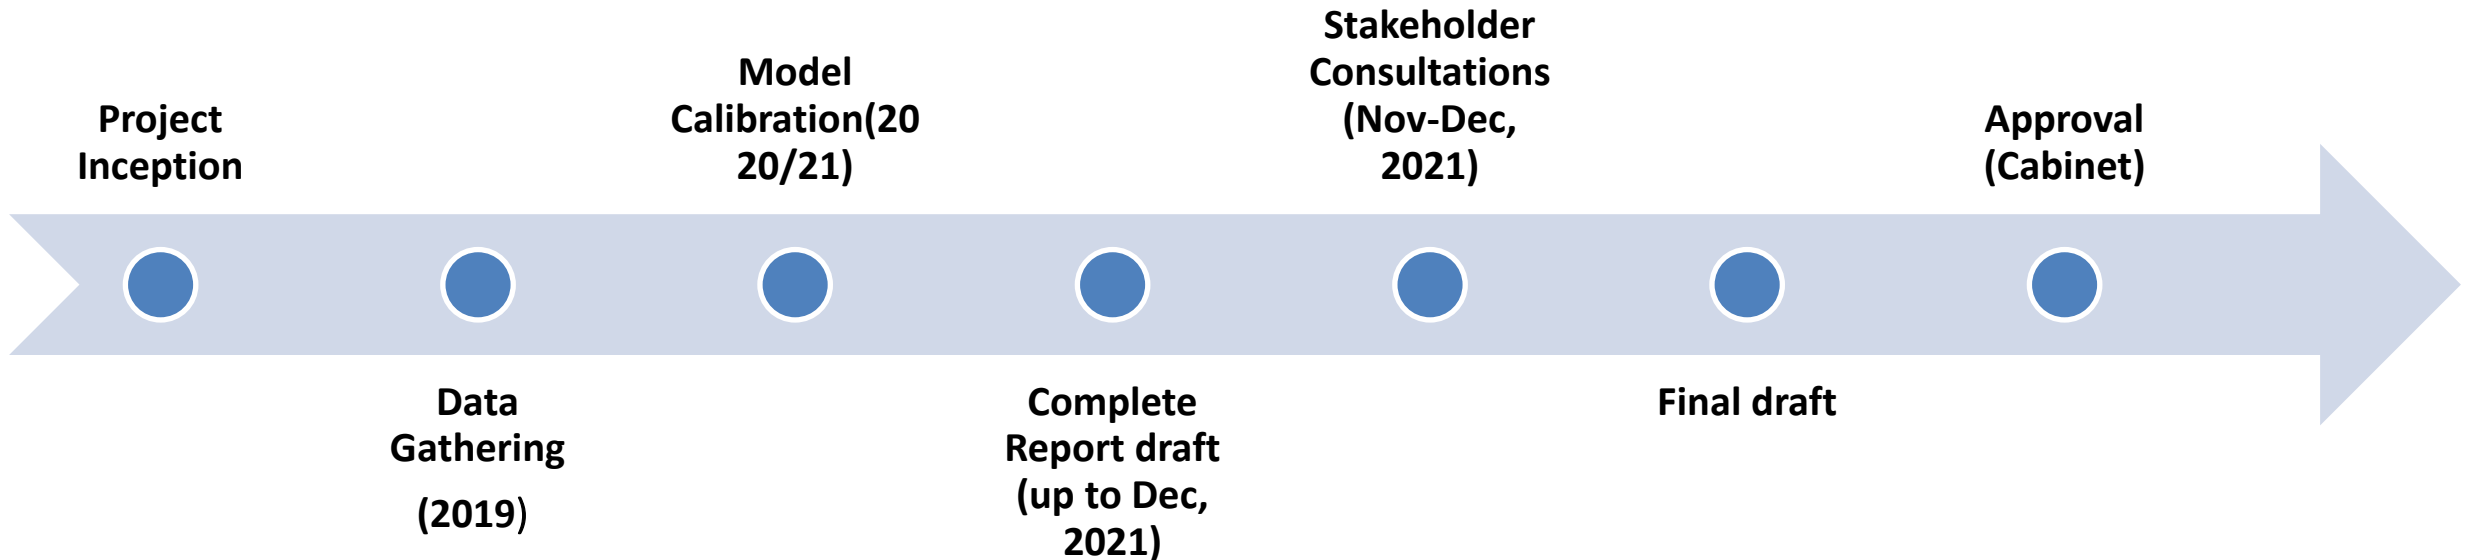 Project
Inception
Data
Gathering
(2019)
Model
Calibration(20
20/21)
Complete
Report draft
(up to Dec,
2021)
Stakeholder
Consultations
(Nov-Dec,
2021)
Final draft
Approval
(Cabinet)